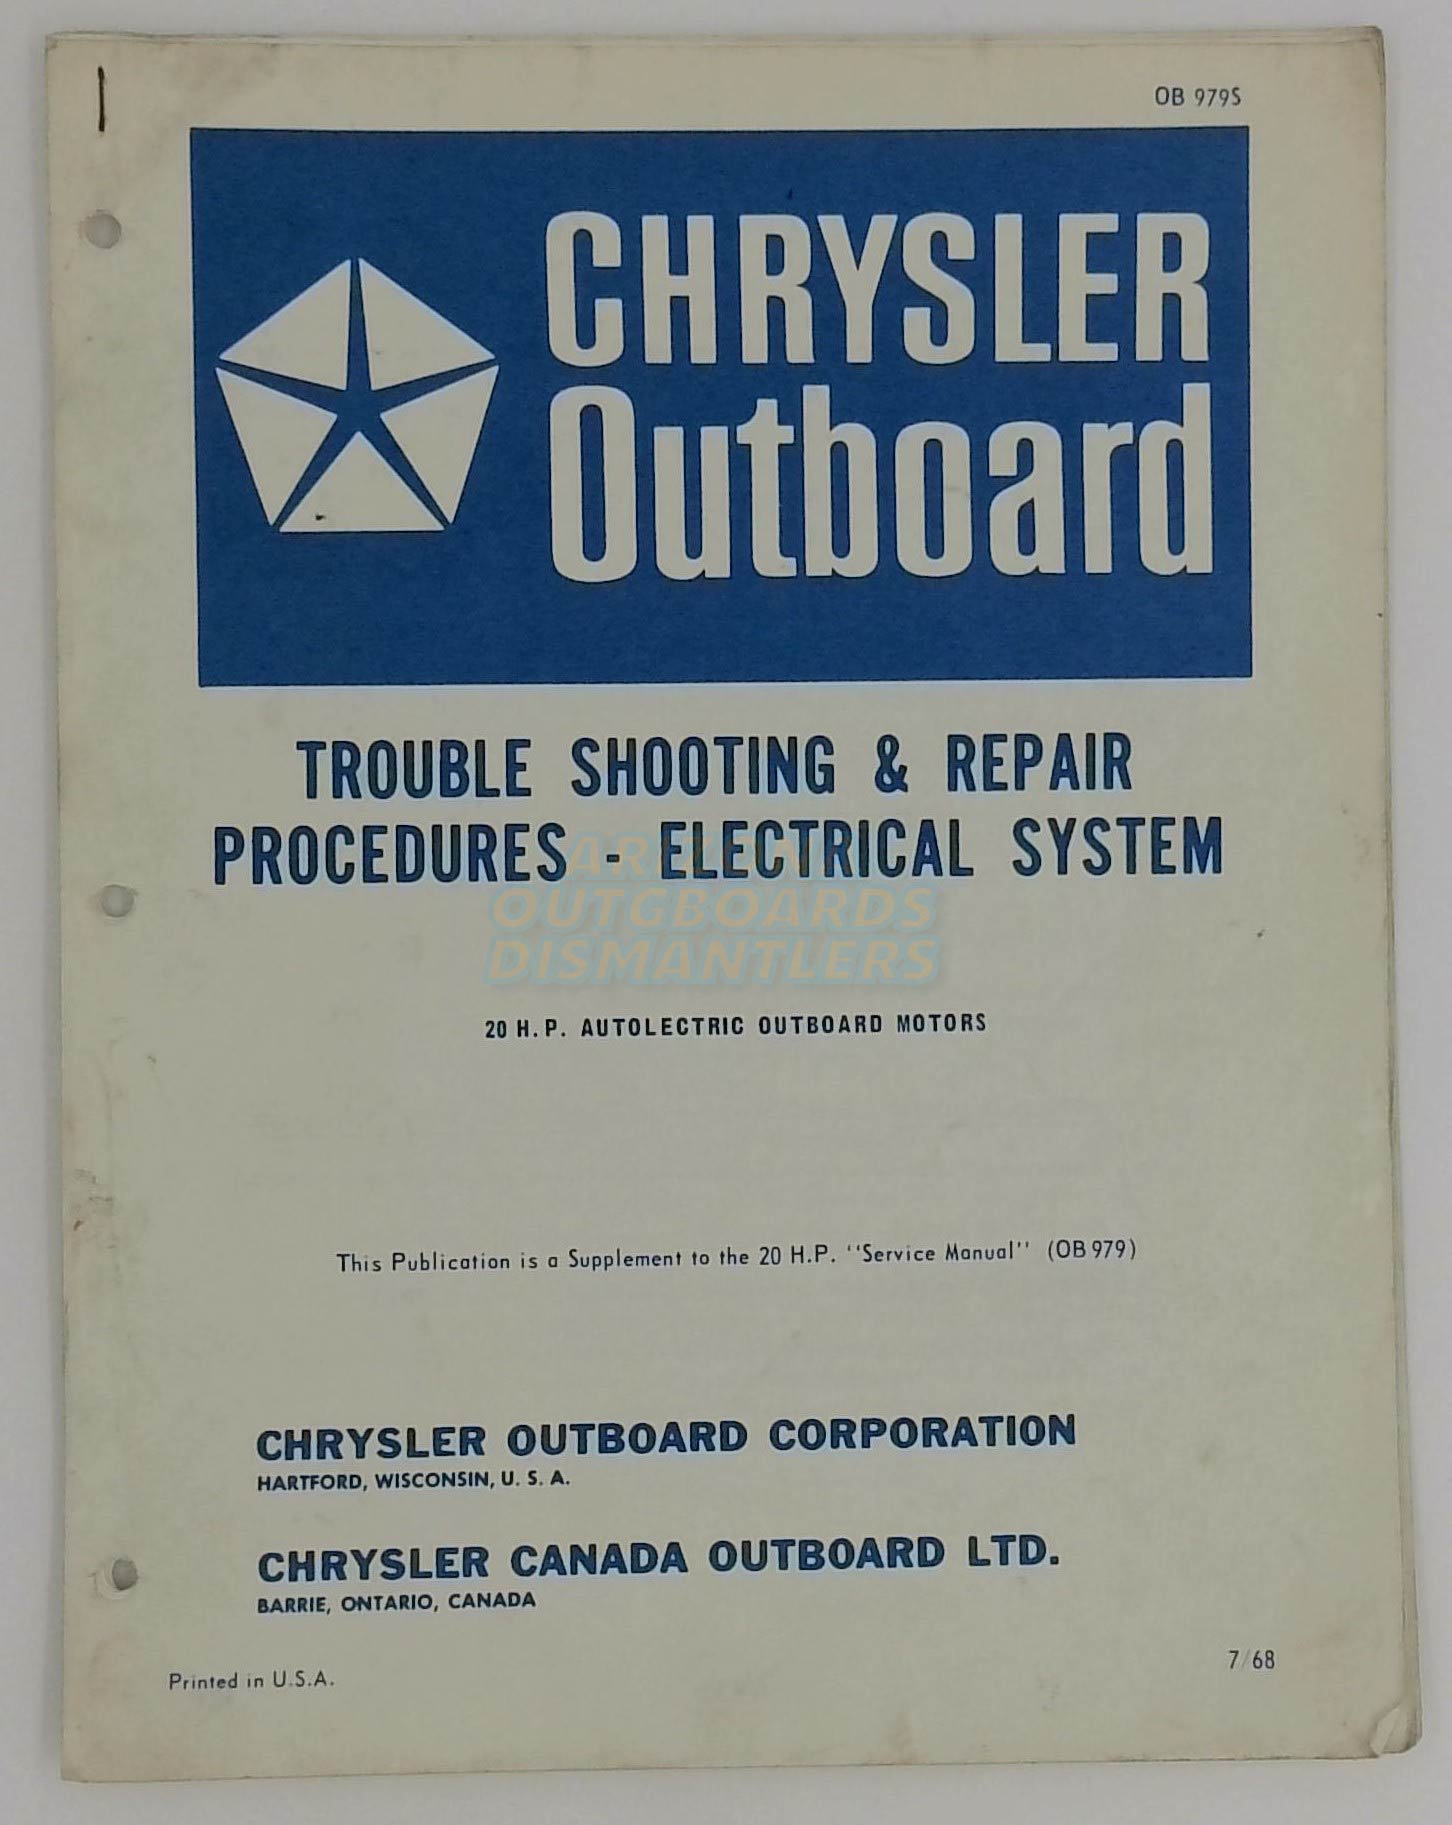 OB 979S
CHRYSLER
Outboard
TROUBLE SHOOTING & REPAIR
PROCEDURES - ELECTRICAL SYSTEM
ARIZONA
OUTGBOARDS
DISMANTLERS
20 H.P. AUTOLECTRIC OUTBOARD MOTORS
This Publication is a Supplement to the 20 H.P. "Service Manual" (OB 979)
CHRYSLER OUTBOARD CORPORATION
HARTFORD, WISCONSIN, U. S. A.
CHRYSLER CANADA OUTBOARD LTD.
BARRIE, ONTARIO, CANADA
7/68
Printed in U.S.A.